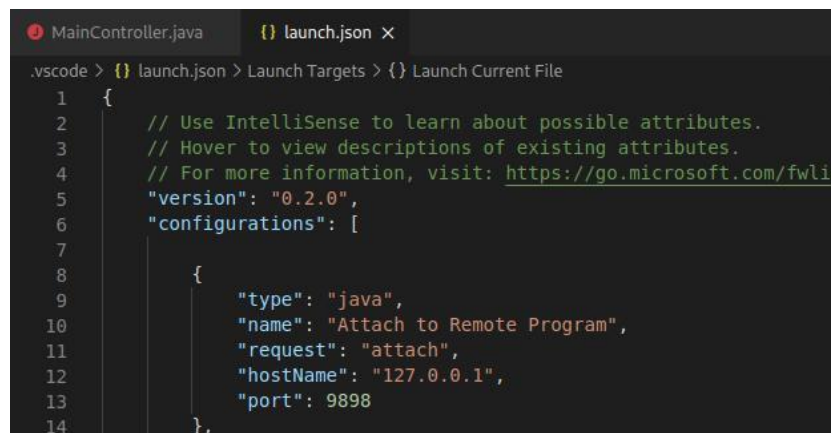 MainController.java {} launch.json ×
.vscode > {} launch.json > Launch Targets > {} Launch Current File
1 {
2 // Use IntelliSense to learn about possible attributes.
3 // Hover to view descriptions of existing attributes.
4 // For more information, visit: https://go.microsoft.com/fwli
5 "version": "0.2.0",
6 "configurations": [
7
8 {
9 "type": "java",
10 "name": "Attach to Remote Program",
11 "request": "attach",
12 "hostName": "127.0.0.1",
13 "port": 9898
14 },